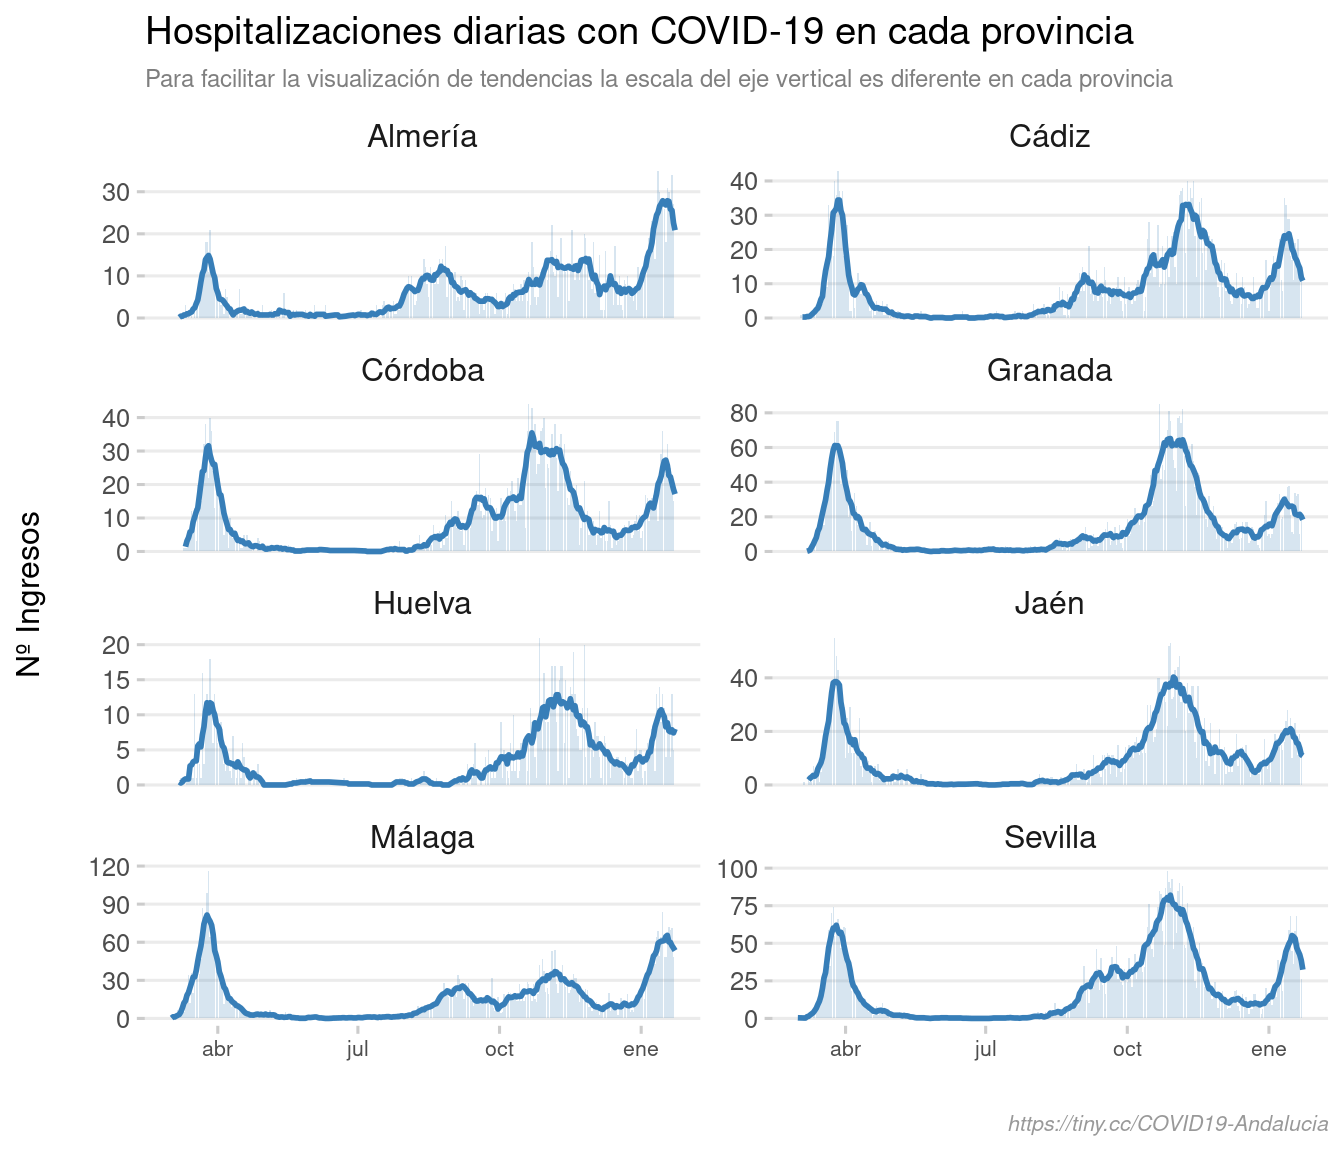 Hospitalizaciones diarias con COVID-19 en cada provincia
Para facilitar la visualización de tendencias la escala del eje vertical es diferente en cada provincia
Nº Ingresos
Almería
30
20
10
0
Cádiz
40
30
20
10
0
Córdoba
40
30
20
10
0
Granada
80
60
40
20
0
Huelva
20
15
10
5
0
Jaén
40
20
0
Málaga
120
90
60
30
0
abr jul oct ene
Sevilla
100
75
50
25
0
abr jul oct ene
https://tiny.cc/COVID19-Andalucia